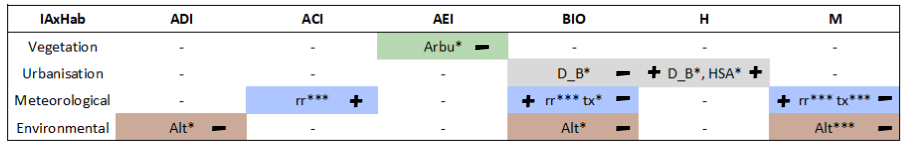 IAxHab ADI ACI AEI BIO H M
Vegetation - - Arbu* - - - -
Urbanisation - - - D_B* - + D_B*, HSA* + -
Meteorological - rr*** + - + rr*** tx* - - + rr*** tx*** -
Environmental Alt* - - - Alt* - - Alt*** -